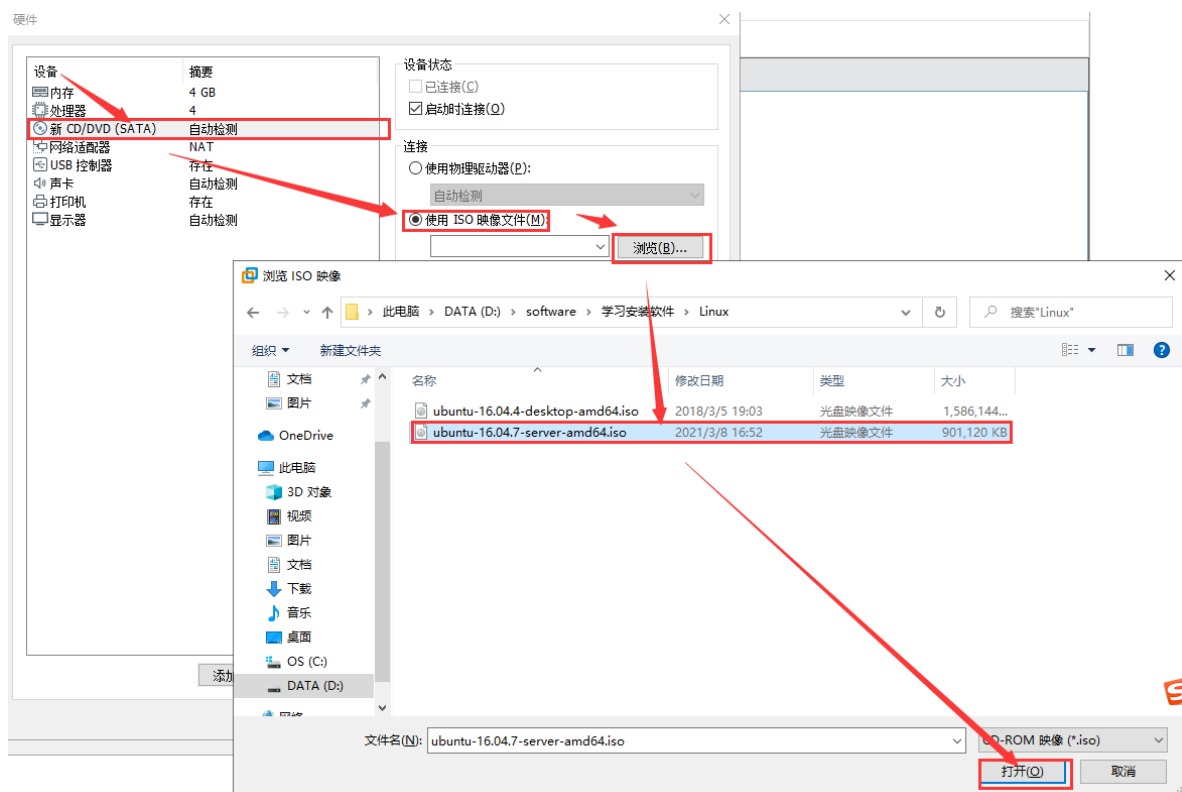 硬件
设备 摘要
内存 4 GB
处理器 4
新 CD/DVD (SATA) 自动检测
网络适配器 NAT
USB 控制器 存在
声卡 自动检测
打印机 存在
显示器 自动检测
设备状态
已连接(C)
启动时连接(O)
连接
使用物理驱动器(P):
自动检测
使用 ISO 映像文件(M):
浏览(B)...
添加
浏览 ISO 映像
此电脑 › DATA (D:) › software › 学习安装软件 › Linux
搜索"Linux"
组织 新建文件夹
文档
图片
OneDrive
此电脑
3D 对象
视频
图片
文档
下载
音乐
桌面
OS (C:)
DATA (D:)
网络
名称 修改日期 类型 大小
ubuntu-16.04.4-desktop-amd64.iso 2018/3/5 19:03 光盘映像文件 1,586,144...
ubuntu-16.04.7-server-amd64.iso 2021/3/8 16:52 光盘映像文件 901,120 KB
文件名(N): ubuntu-16.04.7-server-amd64.iso CD-ROM 映像 (*.iso)
打开(O) 取消